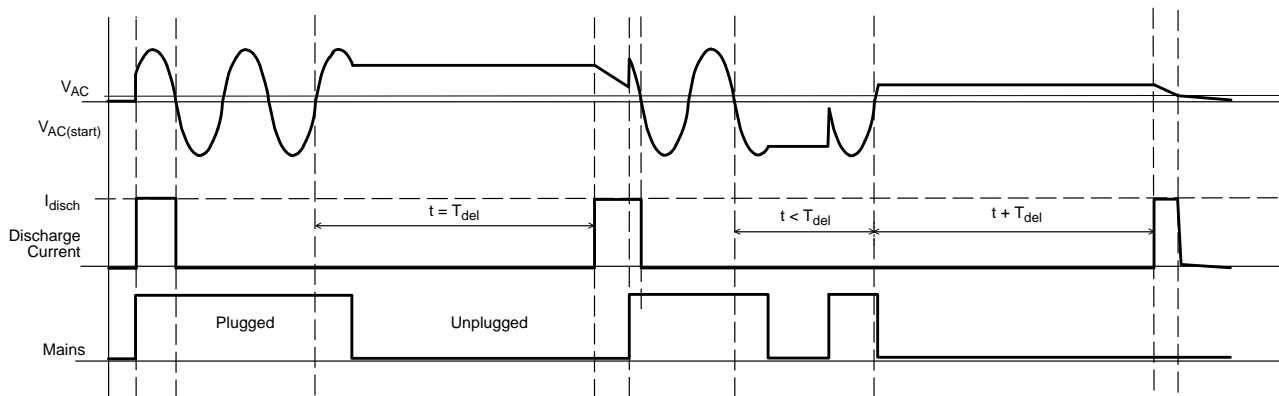 V_AC
V_AC(start)
I_disch
t = T_del
t < T_del
t + T_del
Discharge
Current
Plugged
Unplugged
Mains